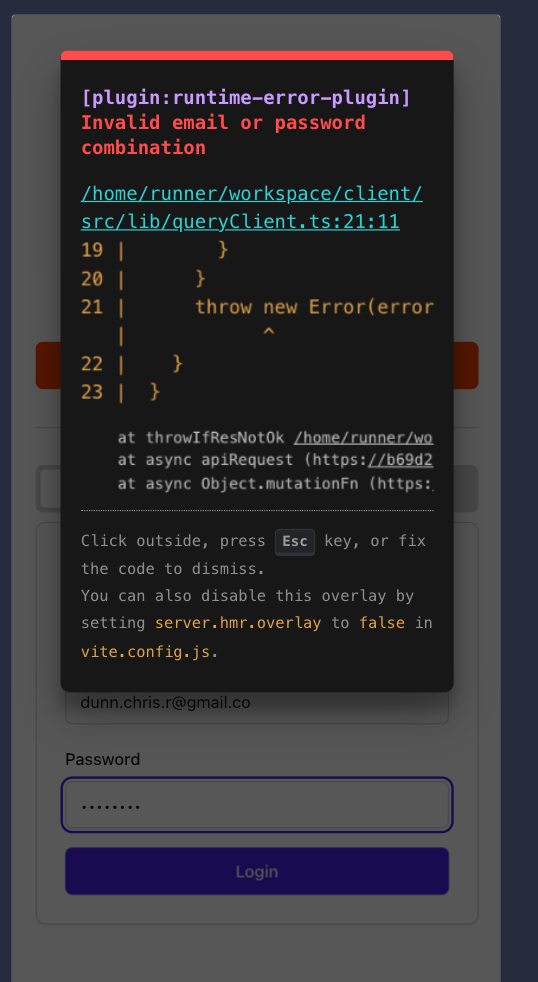 [plugin:runtime-error-plugin]
Invalid email or password
combination
/home/runner/workspace/client/
src/lib/queryClient.ts:21:11
19 |        }
20 |      }
21 |      throw new Error(error
   |            ^
22 |    }
23 |  }
at throwIfResNotOk /home/runner/wo
at async apiRequest (https://b69d2
at async Object.mutationFn (https:
Click outside, press Esc key, or fix
the code to dismiss.
You can also disable this overlay by
setting server.hmr.overlay to false in
vite.config.js.
dunn.chris.r@gmail.co
Password
••••••••
Login